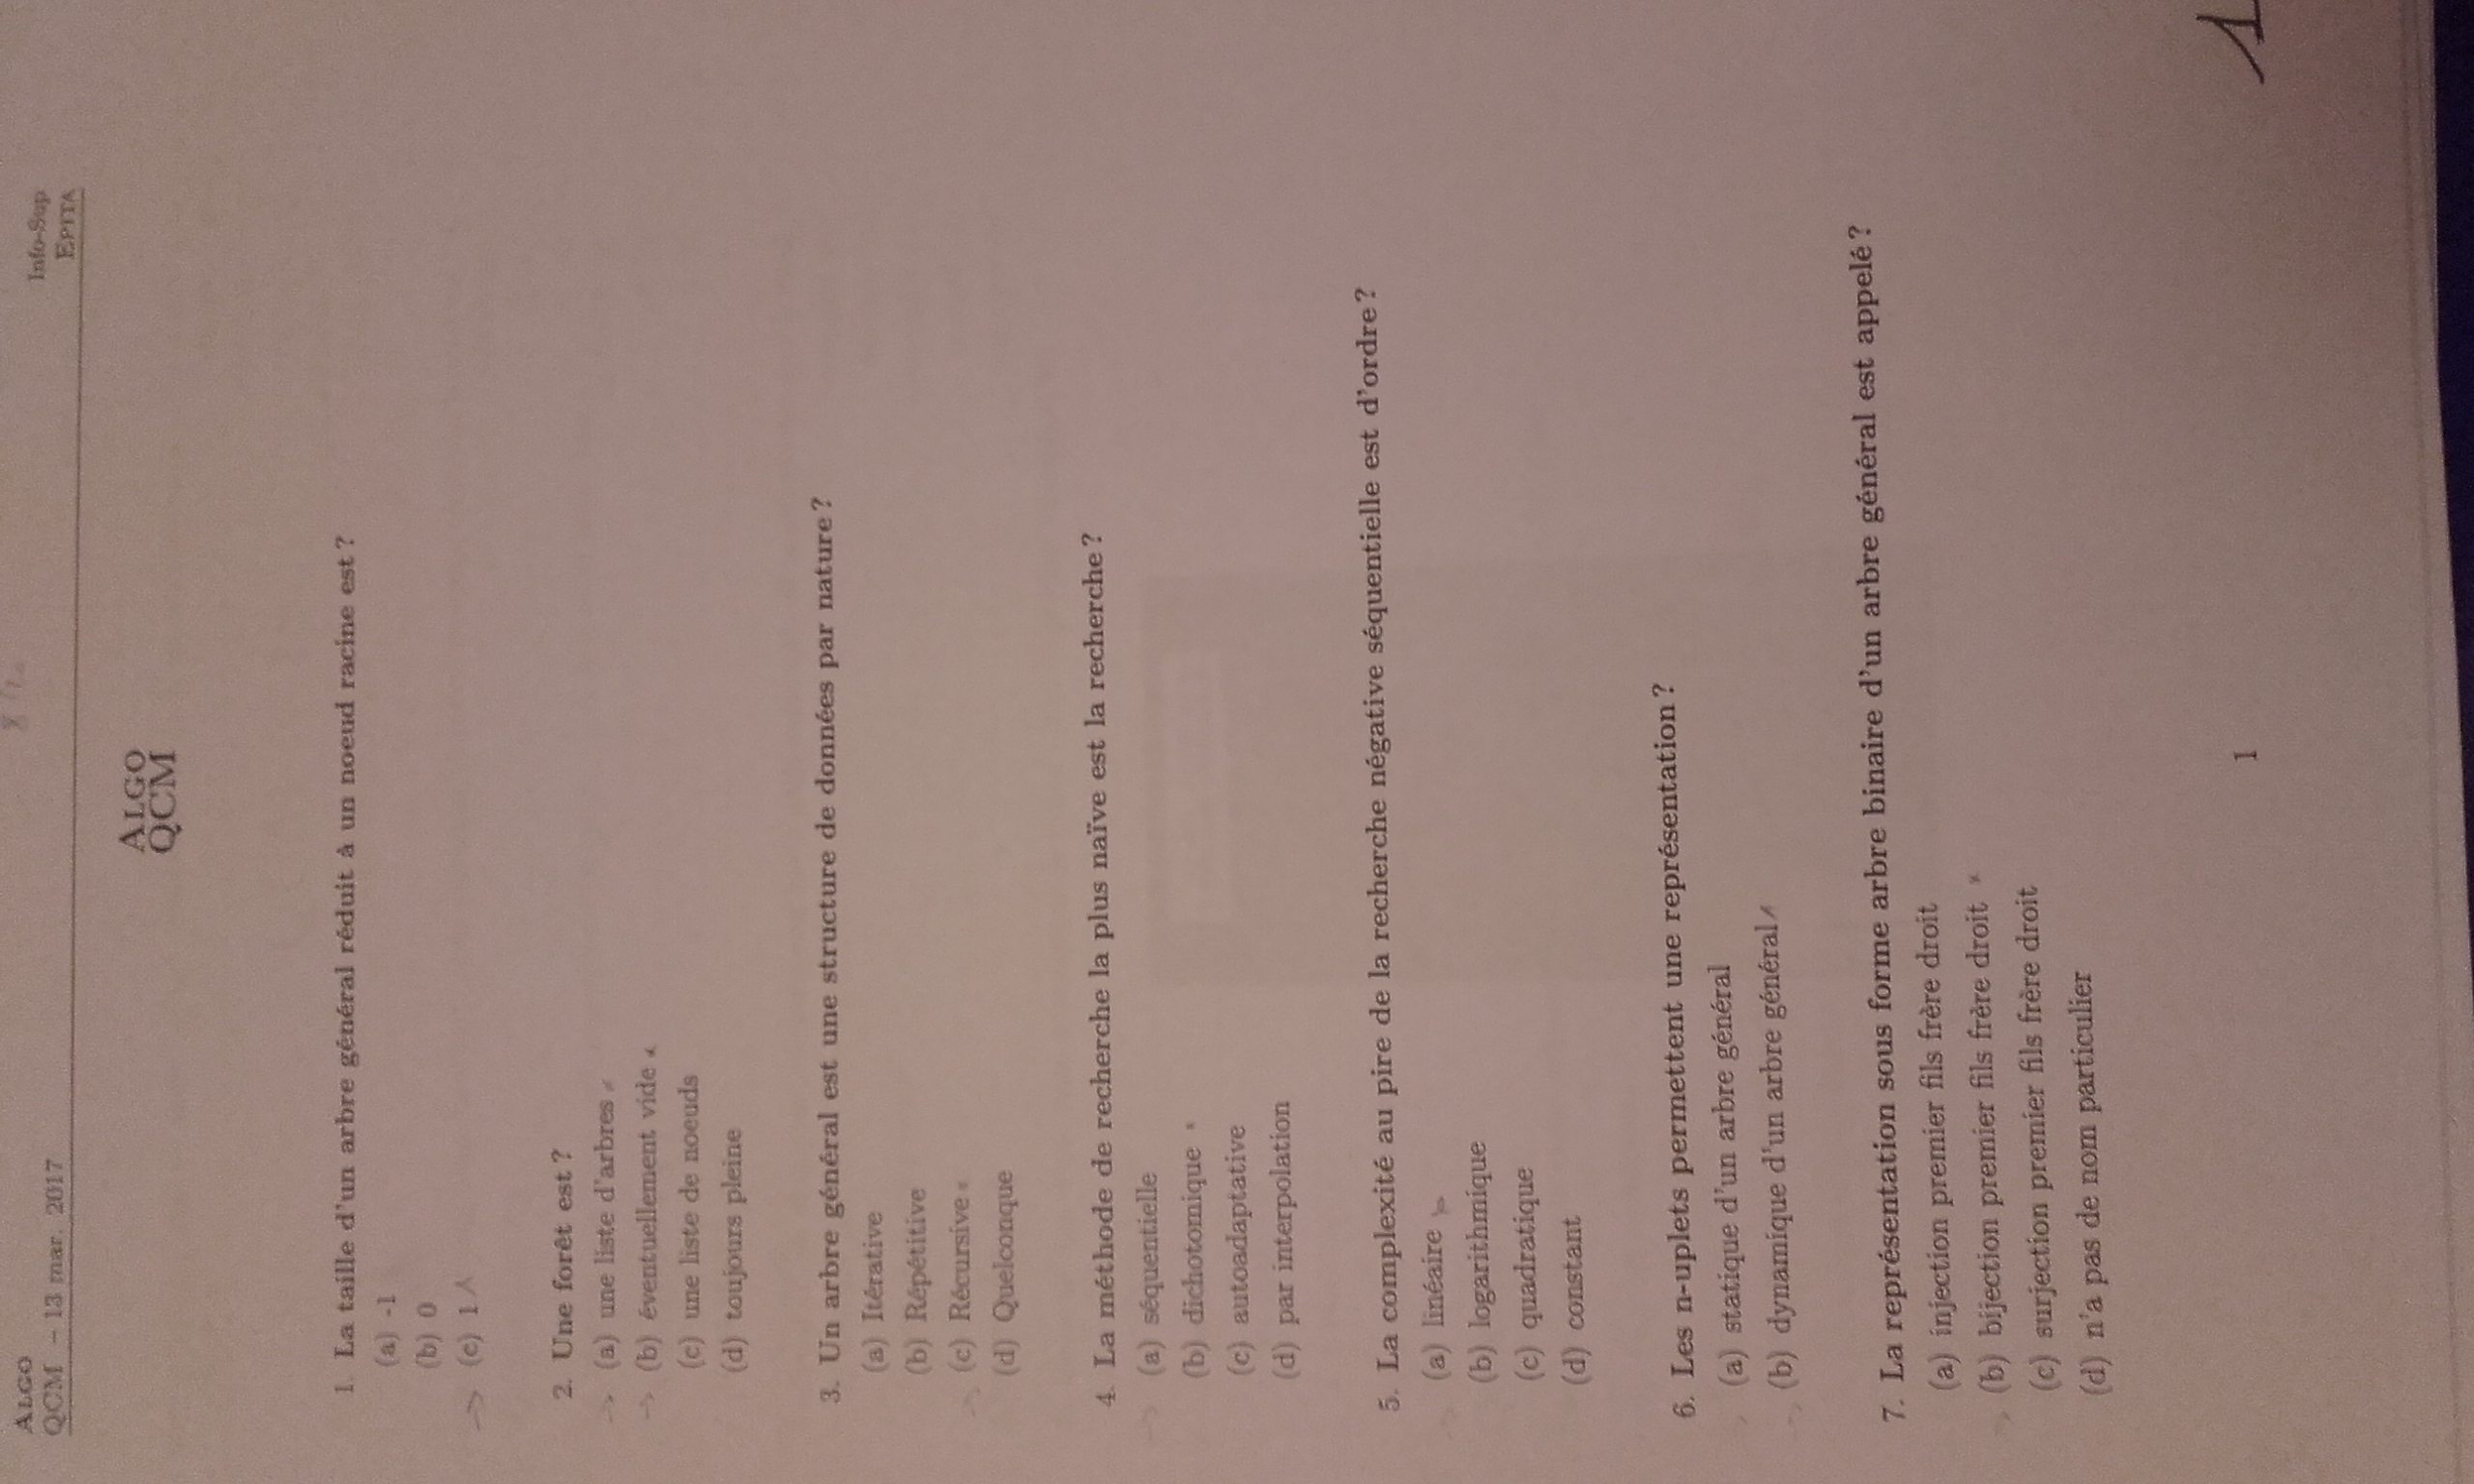 ALGO
QCM – 13 mar. 2017
Info-Sup
EPITA
ALGO
QCM
1. La taille d'un arbre général réduit à un noeud racine est ?
(a) -1
(b) 0
(c) 1
2. Une forêt est ?
(a) une liste d'arbres
(b) éventuellement vide
(c) une liste de noeuds
(d) toujours pleine
3. Un arbre général est une structure de données par nature ?
(a) Itérative
(b) Répétitive
(c) Récursive
(d) Quelconque
4. La méthode de recherche la plus naïve est la recherche ?
(a) séquentielle
(b) dichotomique
(c) autoadaptative
(d) par interpolation
5. La complexité au pire de la recherche négative séquentielle est d'ordre ?
(a) linéaire
(b) logarithmique
(c) quadratique
(d) constant
6. Les n-uplets permettent une représentation ?
(a) statique d'un arbre général
(b) dynamique d'un arbre général
7. La représentation sous forme arbre binaire d'un arbre général est appelé ?
(a) injection premier fils frère droit
(b) bijection premier fils frère droit
(c) surjection premier fils frère droit
(d) n'a pas de nom particulier
1
1